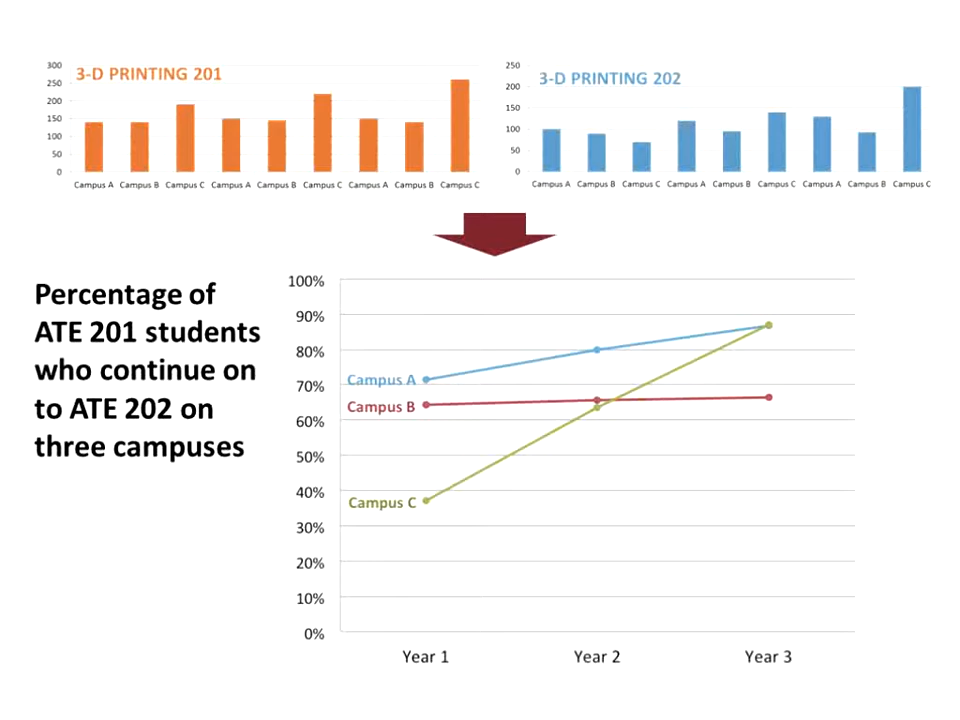 3-D PRINTING 201
300
250
200
150
100
50
0
Campus A Campus B Campus C Campus A Campus B Campus C Campus A Campus B Campus C
3-D PRINTING 202
250
200
150
100
50
0
Campus A Campus B Campus C Campus A Campus B Campus C Campus A Campus B Campus C
Percentage of
ATE 201 students
who continue on
to ATE 202 on
three campuses
100%
90%
80%
70%
60%
50%
40%
30%
20%
10%
0%
Campus A
Campus B
Campus C
Year 1 Year 2 Year 3